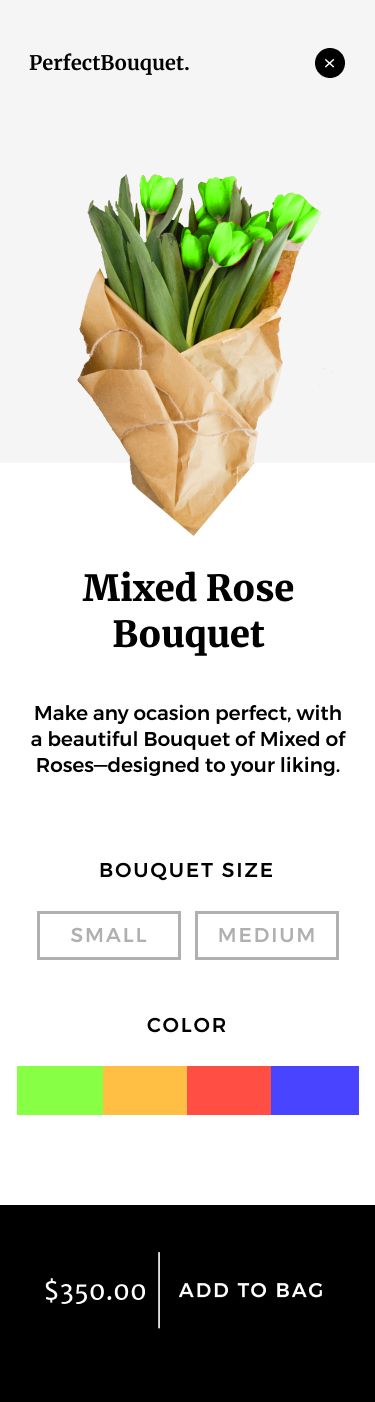 PerfectBouquet.
Mixed Rose
Bouquet
Make any ocasion perfect, with
a beautiful Bouquet of Mixed of
Roses—designed to your liking.
BOUQUET SIZE
SMALL MEDIUM
COLOR
$350.00 ADD TO BAG